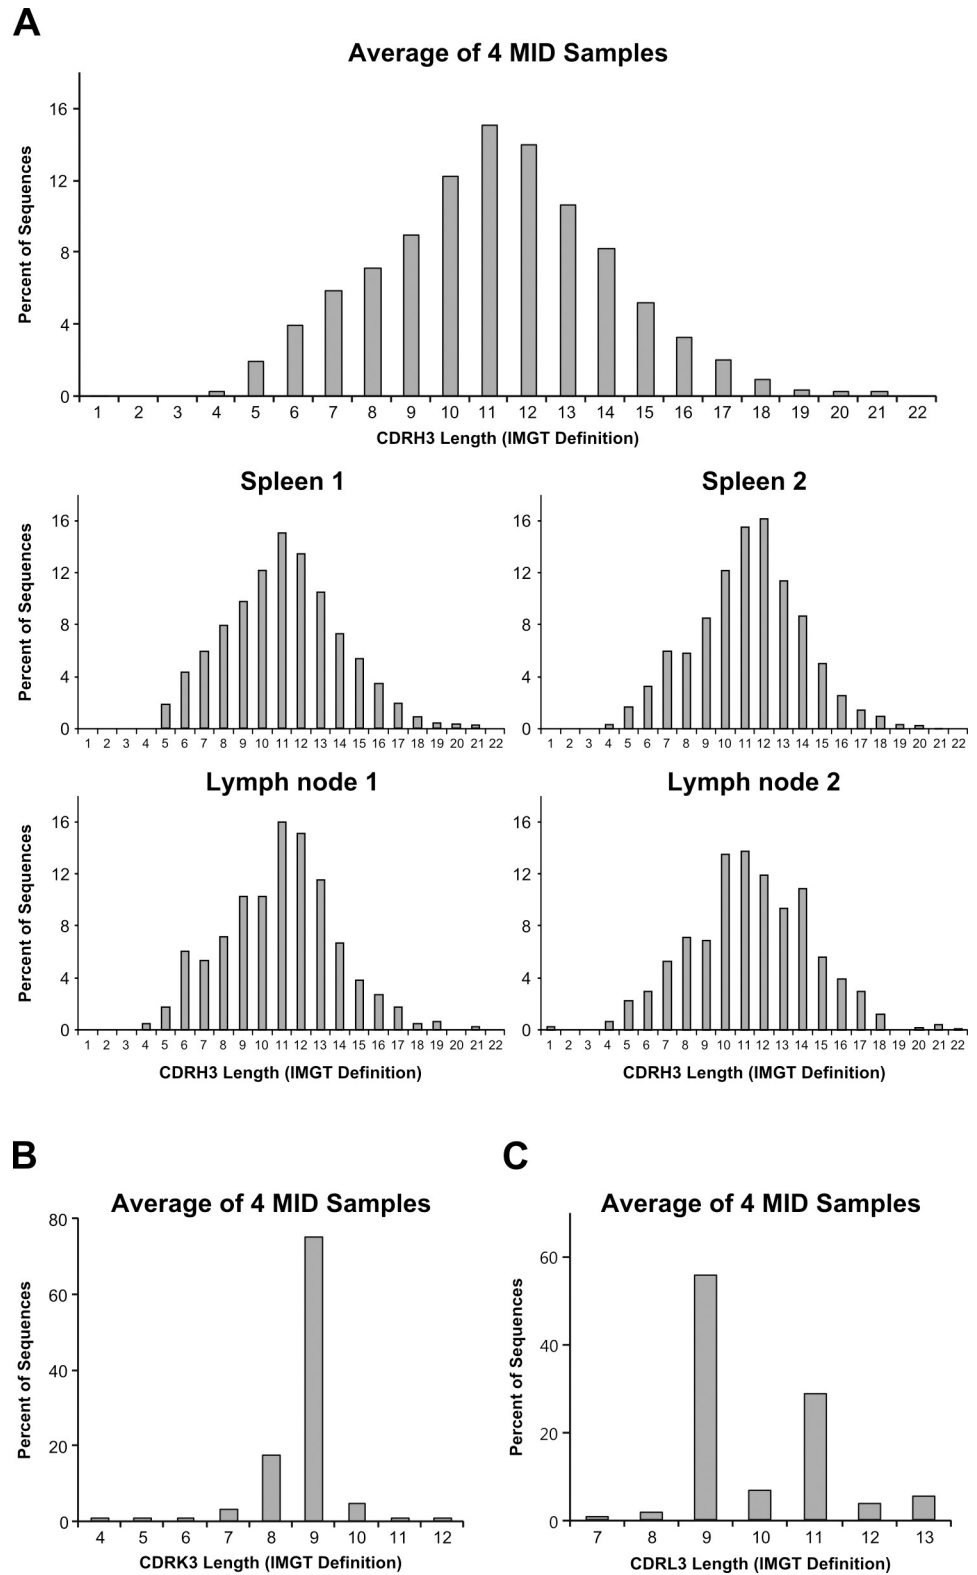 A
Average of 4 MID Samples
Percent of Sequences
16
12
8
4
0
1 2 3 4 5 6 7 8 9 10 11 12 13 14 15 16 17 18 19 20 21 22
CDRH3 Length (IMGT Definition)
Spleen 1
Percent of Sequences
16
12
8
4
0
1 2 3 4 5 6 7 8 9 10 11 12 13 14 15 16 17 18 19 20 21 22
Spleen 2
16
12
8
4
0
1 2 3 4 5 6 7 8 9 10 11 12 13 14 15 16 17 18 19 20 21 22
Lymph node 1
Percent of Sequences
16
12
8
4
0
1 2 3 4 5 6 7 8 9 10 11 12 13 14 15 16 17 18 19 20 21 22
CDRH3 Length (IMGT Definition)
Lymph node 2
16
12
8
4
0
1 2 3 4 5 6 7 8 9 10 11 12 13 14 15 16 17 18 19 20 21 22
CDRH3 Length (IMGT Definition)
B
Average of 4 MID Samples
Percent of Sequences
80
60
40
20
0
4 5 6 7 8 9 10 11 12
CDRK3 Length (IMGT Definition)
C
Average of 4 MID Samples
Percent of Sequences
60
40
20
0
7 8 9 10 11 12 13
CDRL3 Length (IMGT Definition)